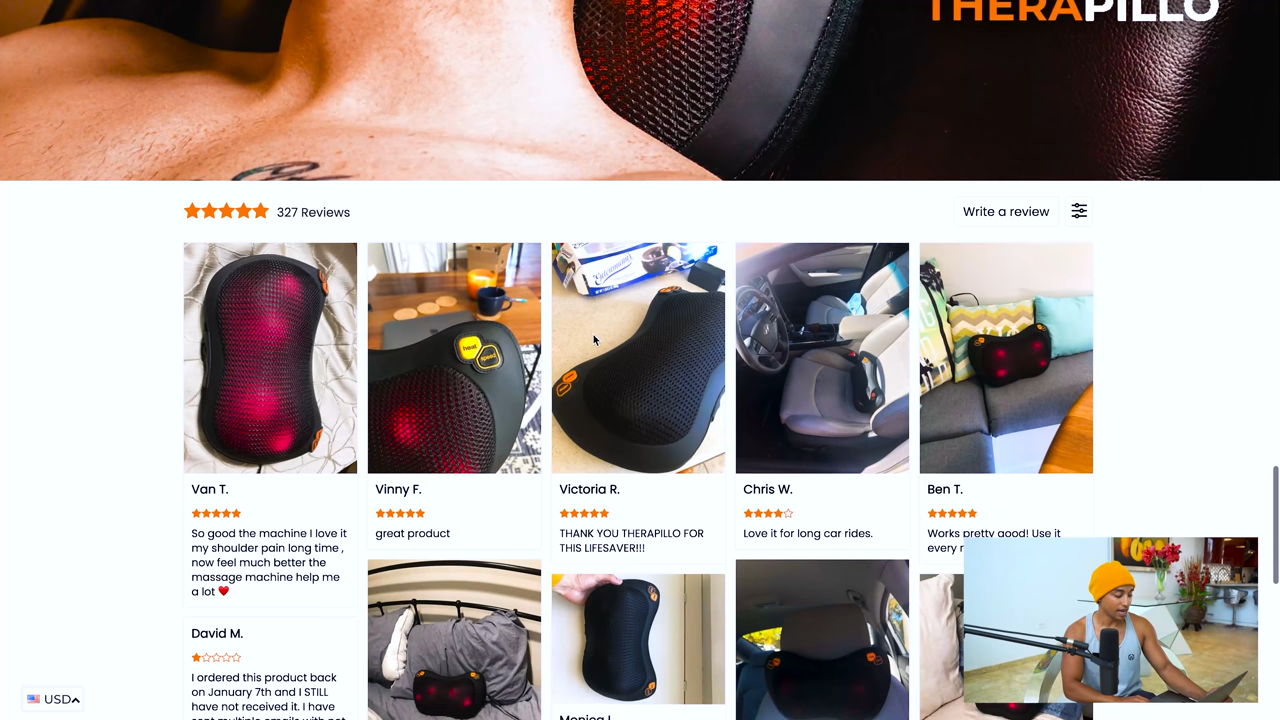 THERAPILLO
327 Reviews
Write a review
heat
speed
Van T.
So good the machine I love it
my shoulder pain long time ,
now feel much better the
massage machine help me
a lot ❤️
Vinny F.
great product
Victoria R.
THANK YOU THERAPILLO FOR
THIS LIFESAVER!!!
Chris W.
Love it for long car rides.
Ben T.
Works pretty good! Use it
every
David M.
I ordered this product back
on January 7th and I STILL
have not received it. I have
USD